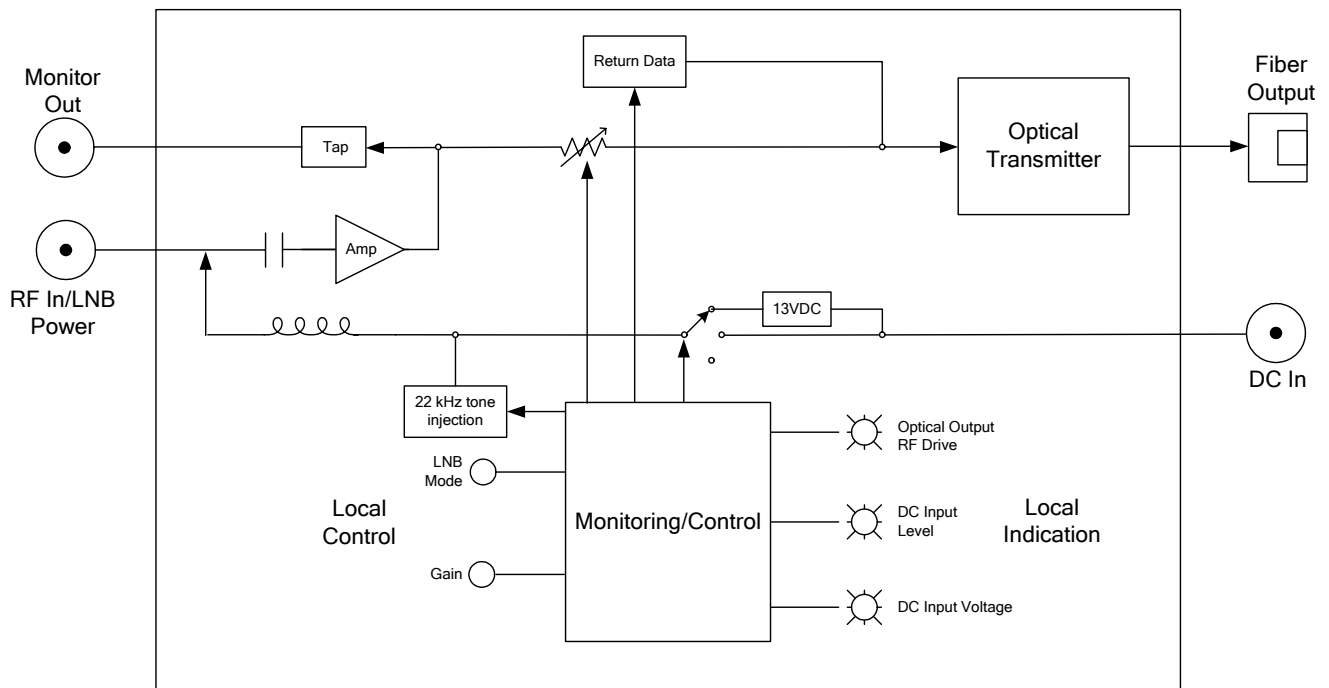 Return Data
Monitor
Out
Fiber
Output
Tap
Optical
Transmitter
Amp
RF In/LNB
Power
13VDC
DC In
22 kHz tone
injection
Optical Output
RF Drive
LNB
Mode
Local
Control
Monitoring/Control
DC Input
Level
Local
Indication
Gain
DC Input Voltage